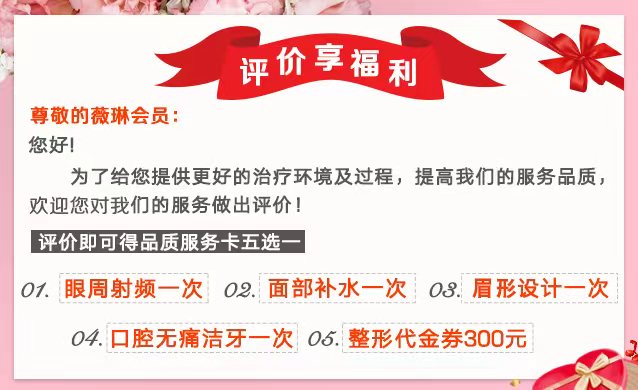 评价享福利
尊敬的薇琳会员：
您好!
为了给您提供更好的治疗环境及过程，提高我们的服务品质，
欢迎您对我们的服务做出评价！
评价即可得品质服务卡五选一
01. 眼周射频一次 02. 面部补水一次 03. 眉形设计一次
04. 口腔无痛洁牙一次 05. 整形代金券300元